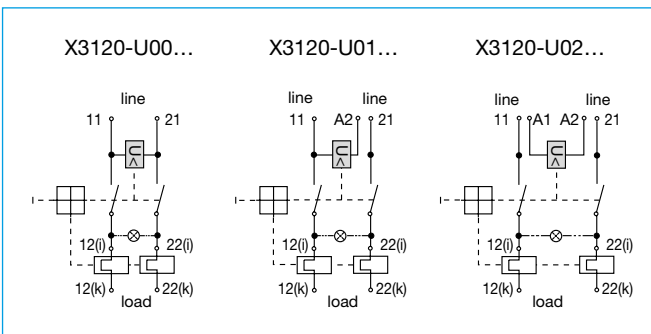 X3120-U00... X3120-U01... X3120-U02...
line line line line line
11 21 11 A2 21 11 A1 A2 21
U< U< U<
12(i) 22(i) 12(i) 22(i) 12(i) 22(i)
12(k) 22(k) 12(k) 22(k) 12(k) 22(k)
load load load